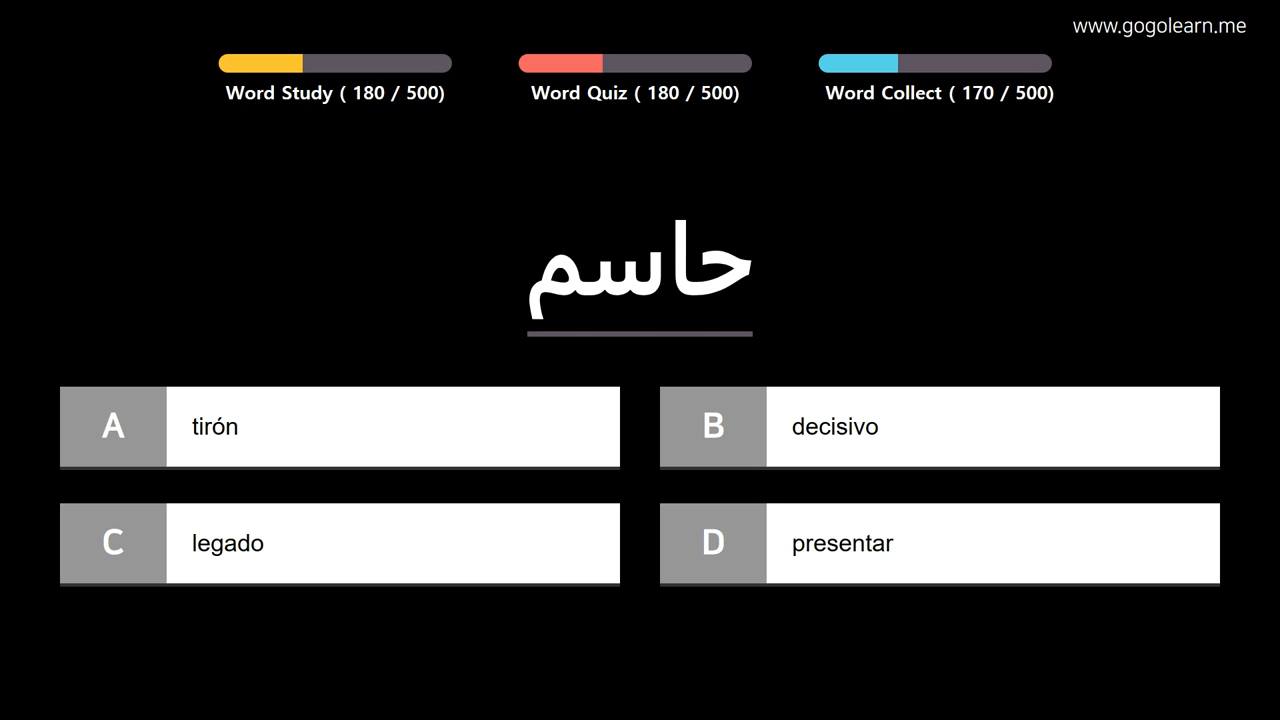 www.gogolearn.me
Word Study ( 180 / 500)
Word Quiz ( 180 / 500)
Word Collect ( 170 / 500)
حاسم
A tirón
B decisivo
C legado
D presentar